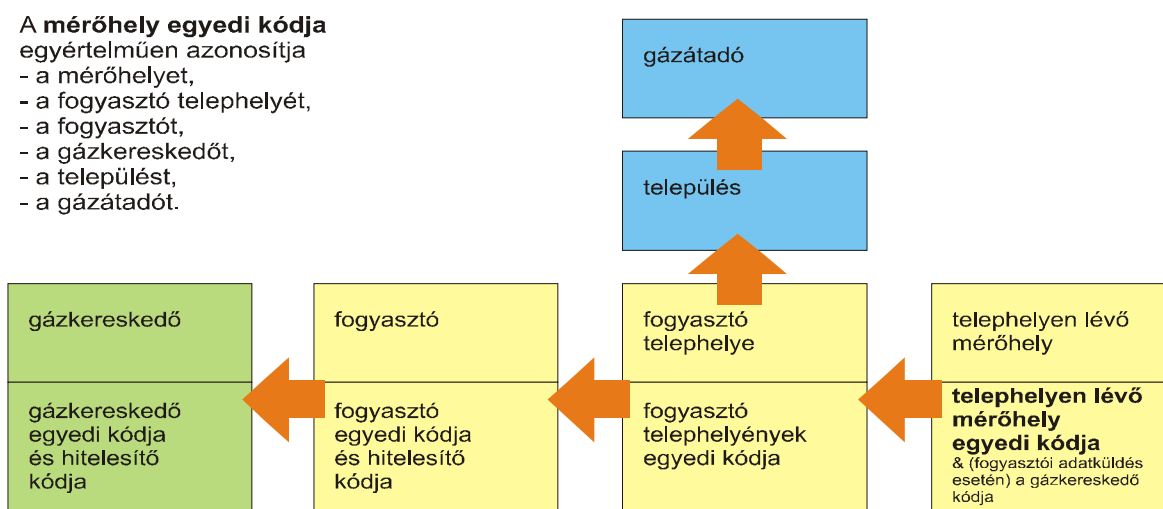 A mérőhely egyedi kódja
egyértelműen azonosítja
- a mérőhelyet,
- a fogyasztó telephelyét,
- a fogyasztót,
- a gázkereskedőt,
- a települést,
- a gázátadót.
gázátadó
település
gázkereskedő
fogyasztó
fogyasztó
telephelye
telephelyen lévő
mérőhely
gázkereskedő
egyedi kódja
és hitelesítő
kódja
fogyasztó
egyedi kódja
és hitelesítő
kódja
fogyasztó
telephelyények
egyedi kódja
telephelyen lévő
mérőhely
egyedi kódja
& (fogyasztói adatküldés
esetén) a gázkereskedő
kódja